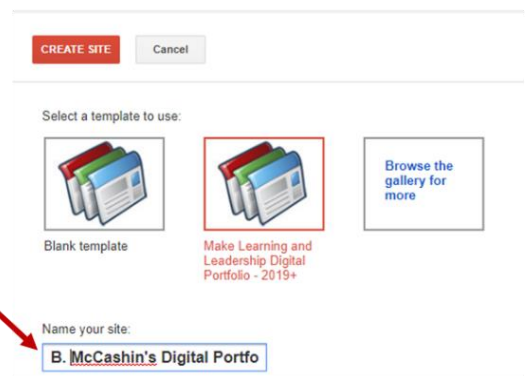 CREATE SITE Cancel
Select a template to use:
Blank template
Make Learning and
Leadership Digital
Portfolio - 2019+
Browse the
gallery for
more
Name your site:
B. McCashin's Digital Portfo